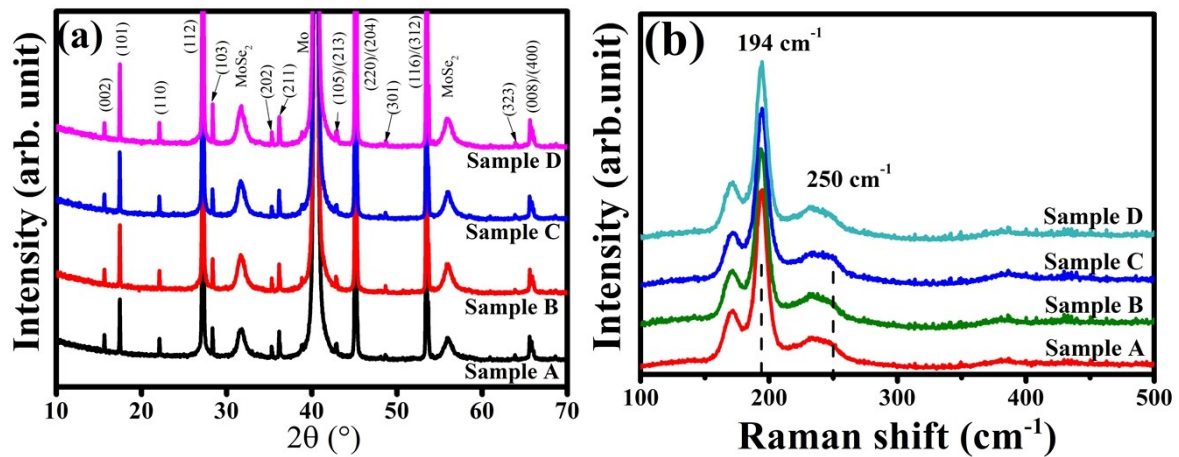 (a)
Intensity (arb. unit)
(002)
(101)
(110)
(112)
(103)
MoSe2
(202)
(211)
Mo
(105)/(213)
(220)/(204)
(301)
(116)/(312)
MoSe2
(323)
(008)/(400)
Sample D
Sample C
Sample B
Sample A
10 20 30 40 50 60 70
2θ (°)
(b)
Intensity (arb.unit)
194 cm-1
250 cm-1
Sample D
Sample C
Sample B
Sample A
100 200 300 400 500
Raman shift (cm-1)